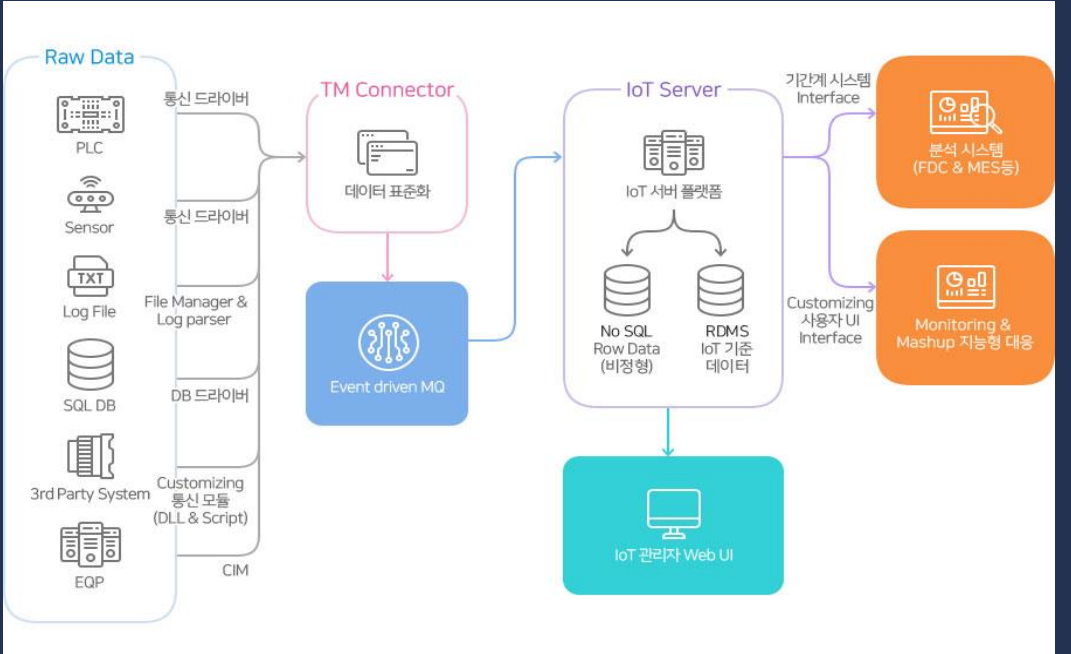 Raw Data
PLC
Sensor
TXT
Log File
SQL DB
3rd Party System
EQP
통신 드라이버
통신 드라이버
File Manager &
Log parser
DB 드라이버
Customizing
통신 모듈
(DLL & Script)
CIM
TM Connector
데이터 표준화
Event driven MQ
IoT Server
IoT 서버 플랫폼
No SQL
Row Data
(비정형)
RDMS
IoT 기준
데이터
IoT 관리자 Web UI
기간계 시스템
Interface
Customizing
사용자 UI
Interface
분석 시스템
(FDC & MES등)
Monitoring &
Mashup 지능형 대응